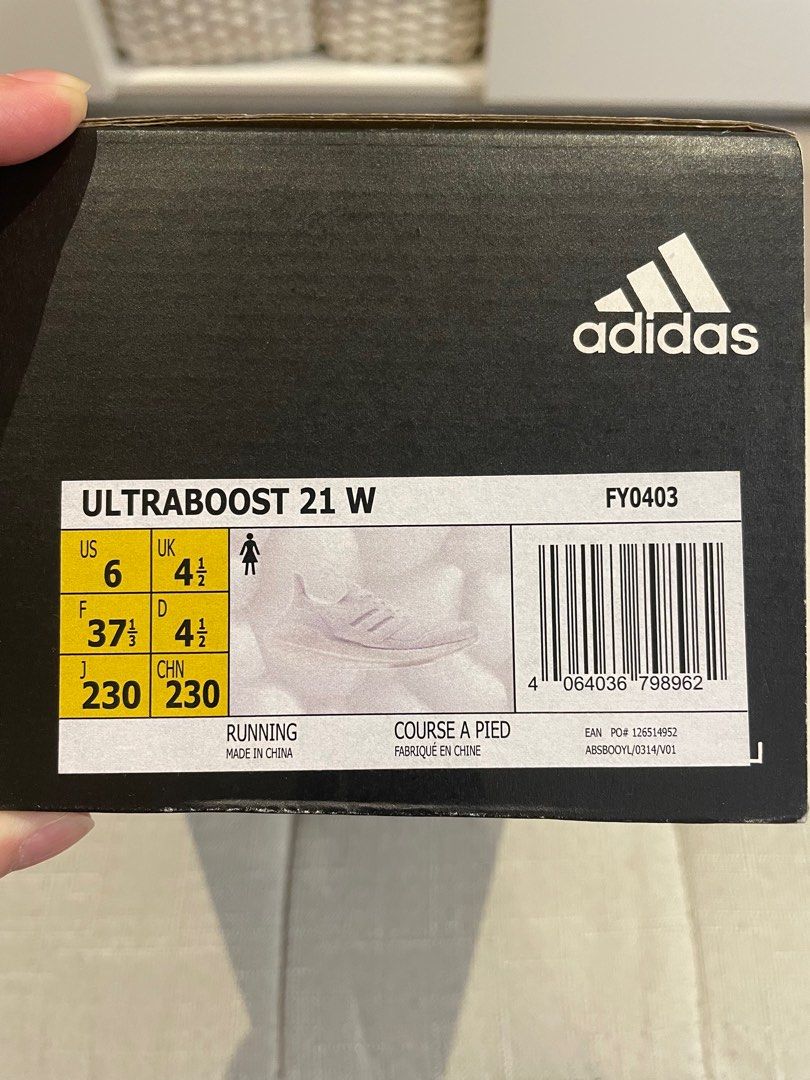 adidas
ULTRABOOST 21 W FY0403
US 6 UK 4½
F 37⅓ D 4½
J 230 CHN 230
4 064036 798962
RUNNING COURSE A PIED
MADE IN CHINA FABRIQUÉ EN CHINE
EAN PO# 126514952
ABSBOOYL/0314/V01